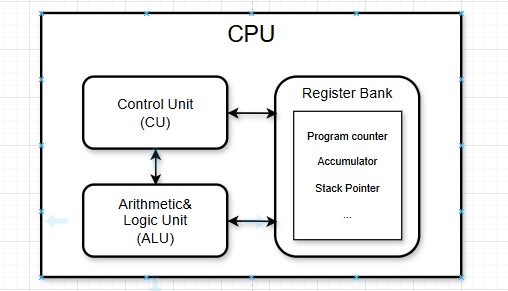 CPU
Control Unit
(CU)
Arithmetic&
Logic Unit
(ALU)
Register Bank
Program counter
Accumulator
Stack Pointer
...